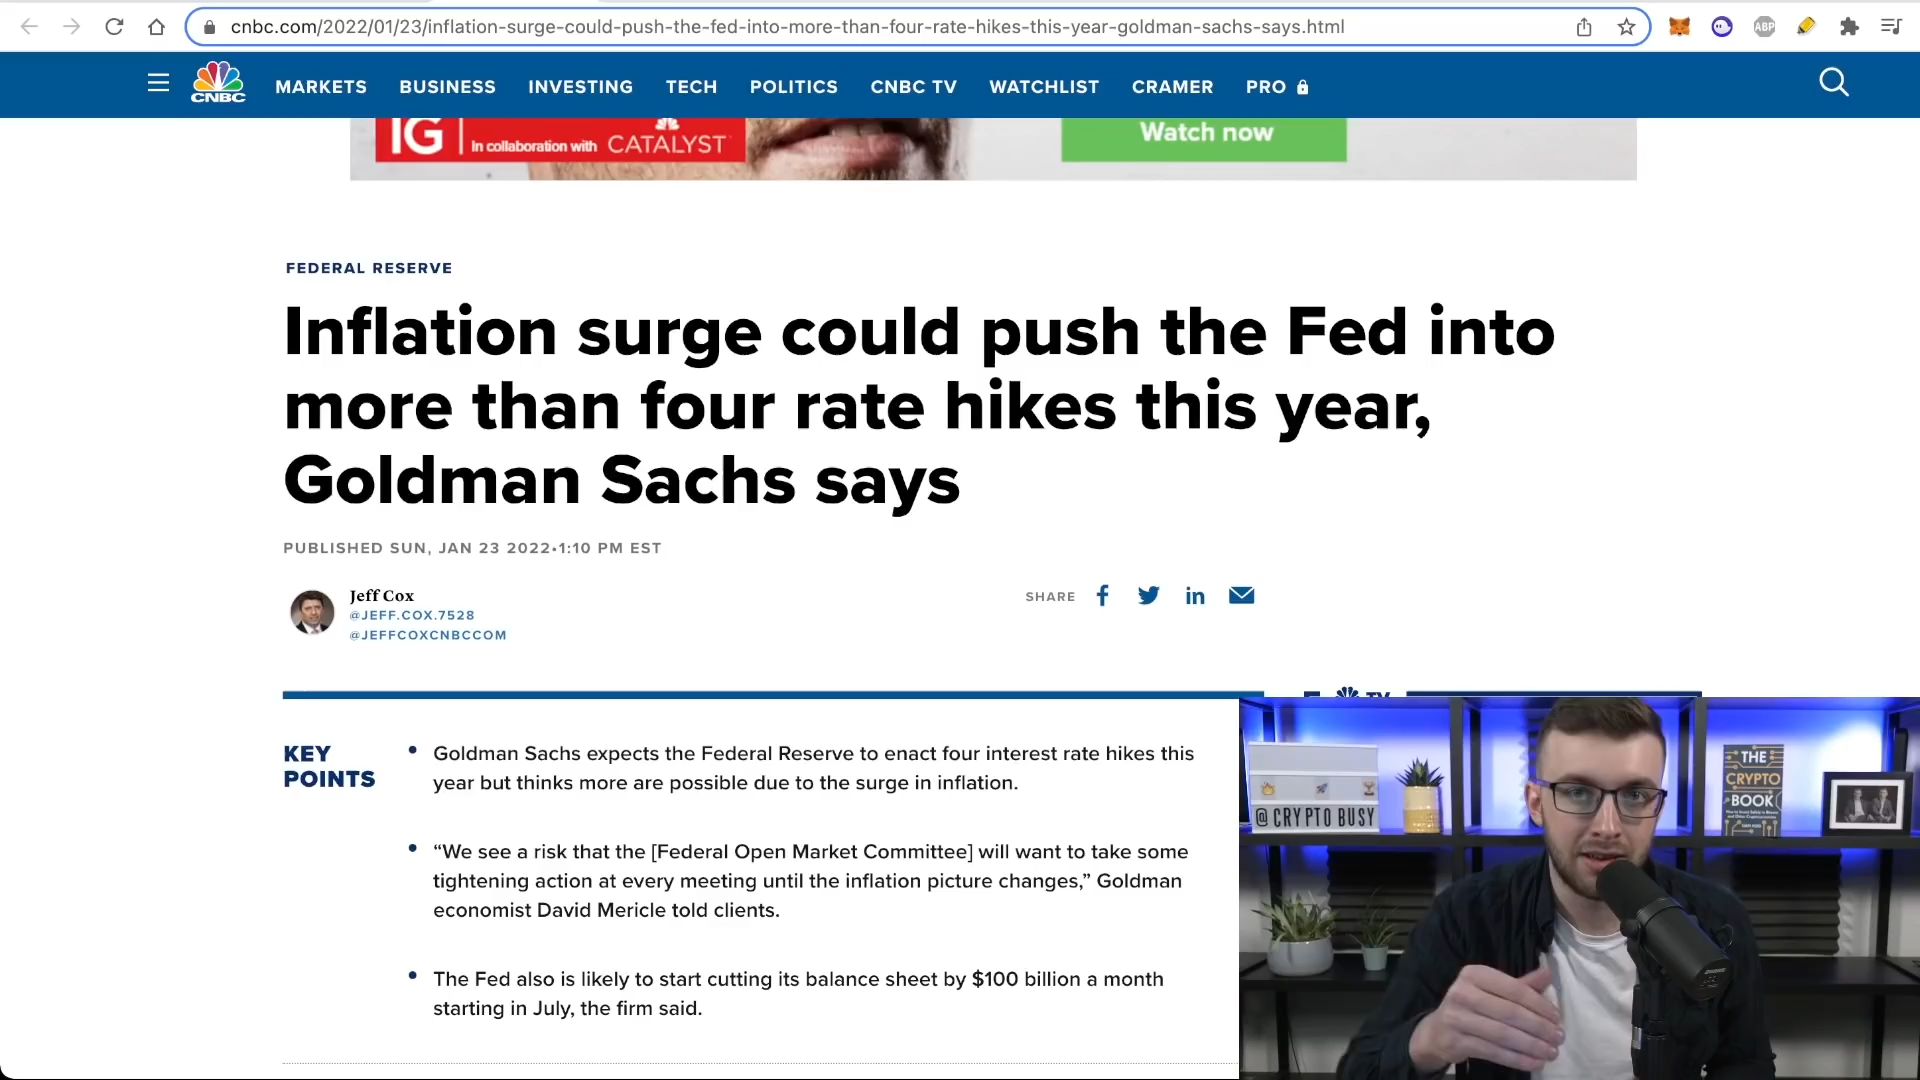 cnbc.com/2022/01/23/inflation-surge-could-push-the-fed-into-more-than-four-rate-hikes-this-year-goldman-sachs-says.html
ABP
CNBC
MARKETS BUSINESS INVESTING TECH POLITICS CNBC TV WATCHLIST CRAMER PRO
IG In collaboration with CATALYST
Watch now
FEDERAL RESERVE
Inflation surge could push the Fed into
more than four rate hikes this year,
Goldman Sachs says
PUBLISHED SUN, JAN 23 2022•1:10 PM EST
Jeff Cox
@JEFF.COX.7528
@JEFFCOXCNBCCOM
SHARE
TV
KEY
POINTS
• Goldman Sachs expects the Federal Reserve to enact four interest rate hikes this
year but thinks more are possible due to the surge in inflation.
• “We see a risk that the [Federal Open Market Committee] will want to take some
tightening action at every meeting until the inflation picture changes,” Goldman
economist David Mericle told clients.
• The Fed also is likely to start cutting its balance sheet by $100 billion a month
starting in July, the firm said.
@CRYPTO BUSY
THE
CRYPTO
BOOK